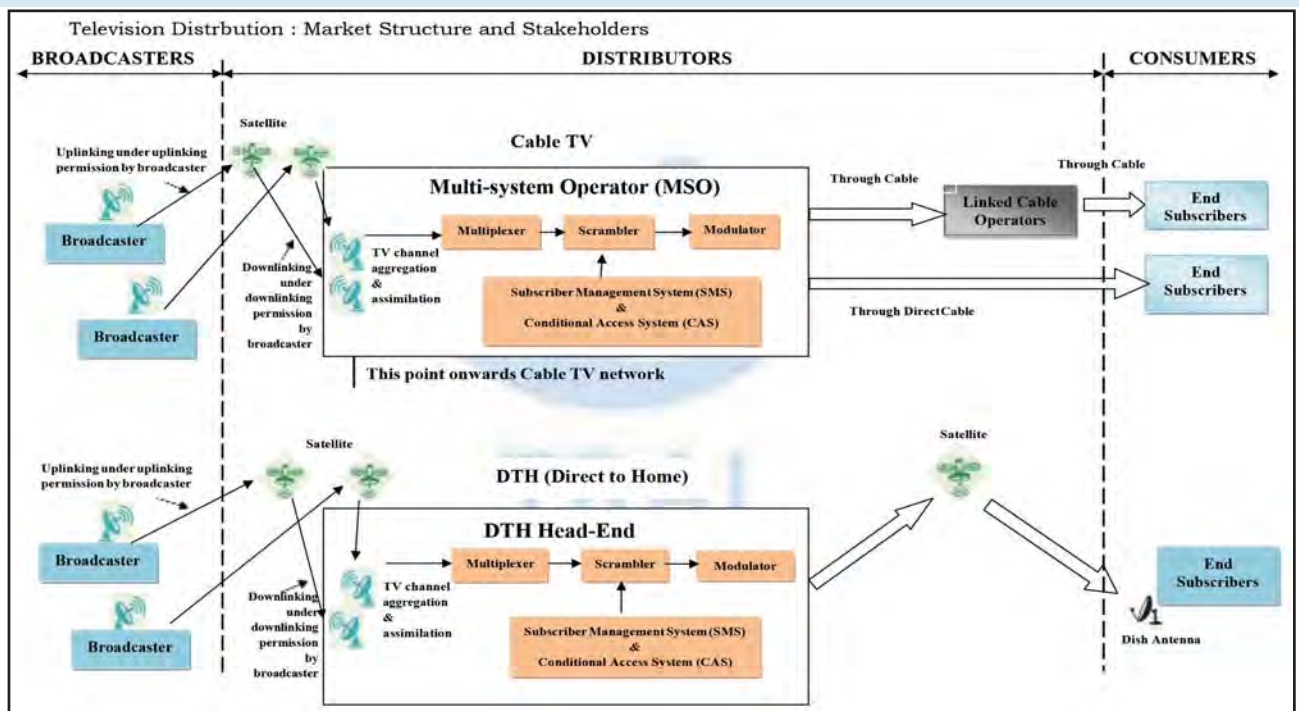 Television Distrbution : Market Structure and Stakeholders
BROADCASTERS
DISTRIBUTORS
CONSUMERS
Satellite
Cable TV
Uplinking under uplinking
permission by broadcaster
Broadcaster
Broadcaster
Downlinking
under
downlinking
permission
by
broadcaster
Multi-system Operator (MSO)
TV channel
aggregation
&
assimilation
Multiplexer
Scrambler
Modulator
Subscriber Management System (SMS)
&
Conditional Access System (CAS)
Through Cable
Linked Cable
Operators
Through Cable
End
Subscribers
Through Direct Cable
End
Subscribers
This point onwards Cable TV network
Satellite
DTH (Direct to Home)
Uplinking under uplinking
permission by broadcaster
Broadcaster
Broadcaster
Downlinking
under
downlinking
permission
by
broadcaster
DTH Head-End
TV channel
aggregation
&
assimilation
Multiplexer
Scrambler
Modulator
Subscriber Management System (SMS)
&
Conditional Access System (CAS)
Satellite
End
Subscribers
Dish Antenna